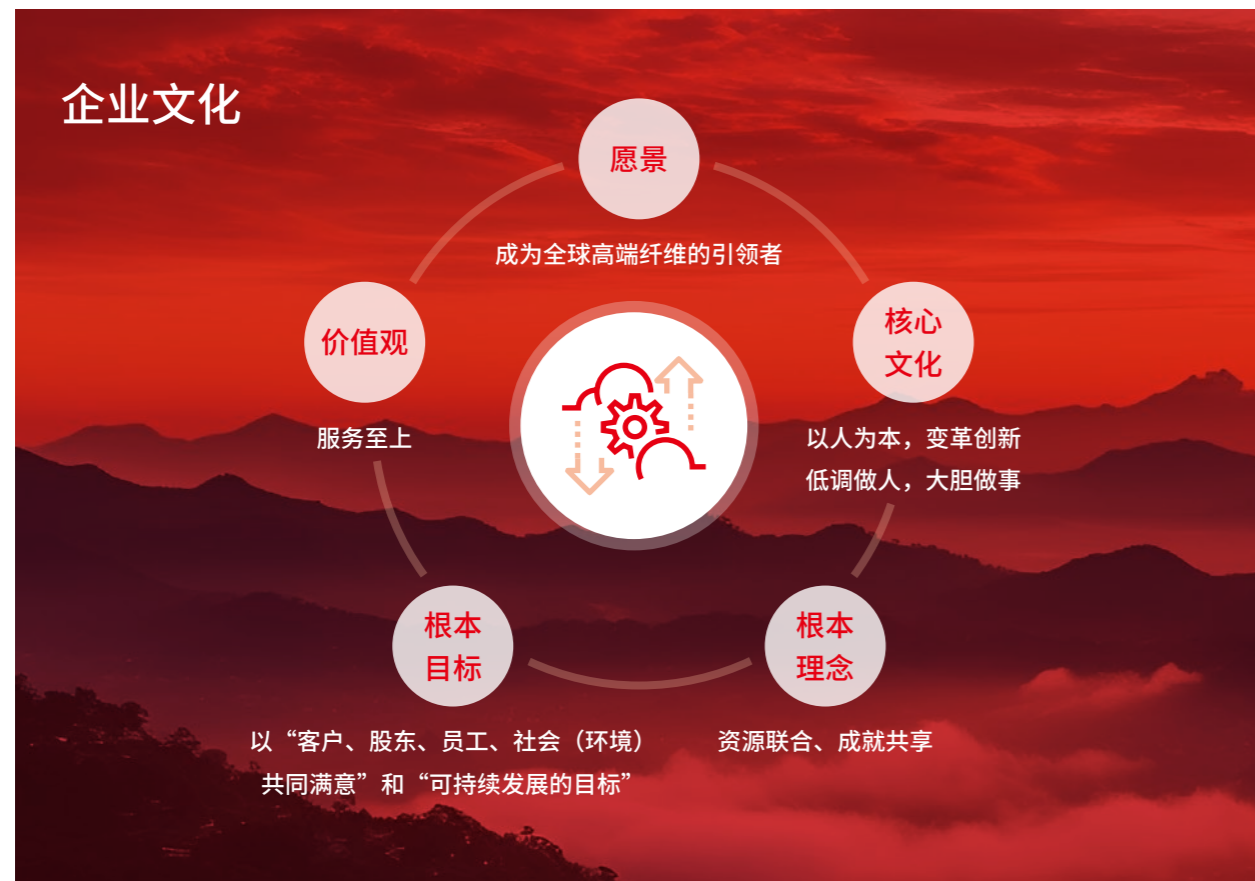 企业文化
愿景
成为全球高端纤维的引领者
价值观
服务至上
核心
文化
以人为本，变革创新
低调做人，大胆做事
根本
目标
以“客户、股东、员工、社会（环境）
共同满意”和“可持续发展的目标”
根本
理念
资源联合、成就共享